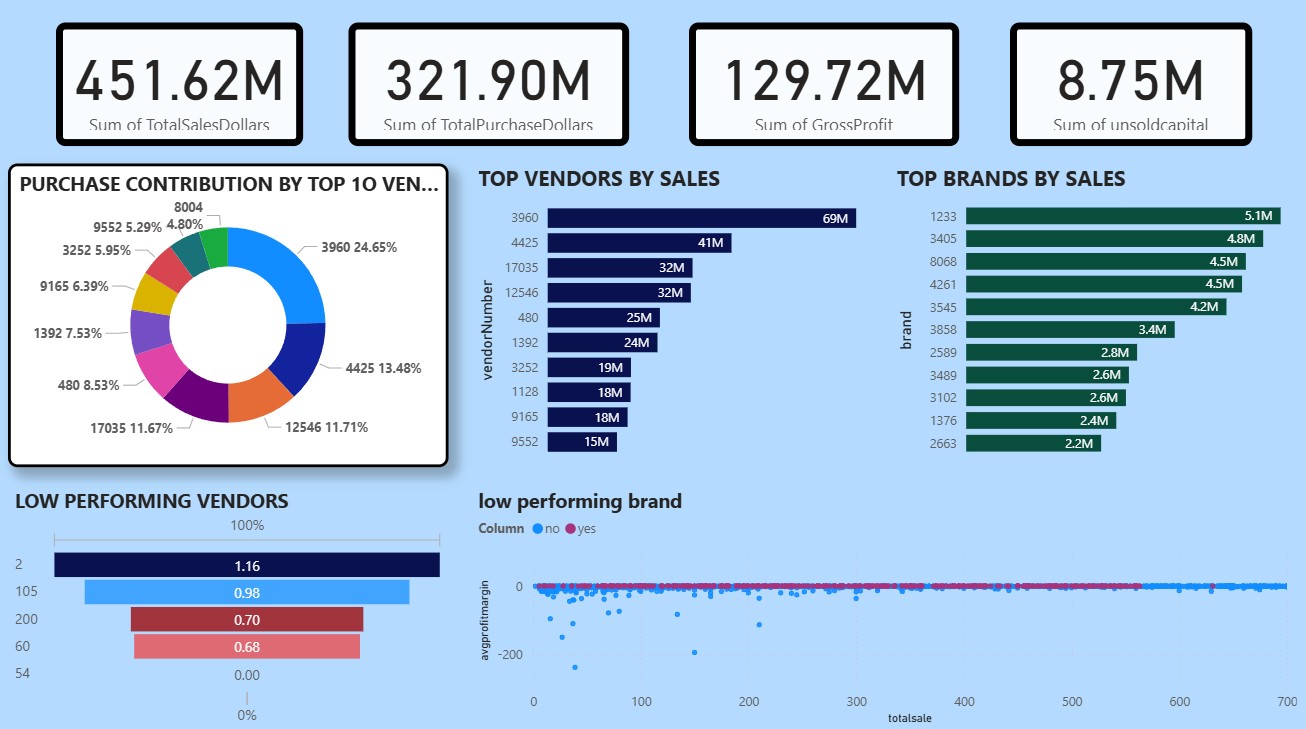 451.62M
Sum of TotalSalesDollars
321.90M
Sum of TotalPurchaseDollars
129.72M
Sum of GrossProfit
8.75M
Sum of unsoldcapital
PURCHASE CONTRIBUTION BY TOP 1O VEN...
8004
4.80%
9552 5.29%
3252 5.95%
9165 6.39%
1392 7.53%
480 8.53%
17035 11.67%
12546 11.71%
4425 13.48%
3960 24.65%
TOP VENDORS BY SALES
vendorNumber
3960 69M
4425 41M
17035 32M
12546 32M
480 25M
1392 24M
3252 19M
1128 18M
9165 18M
9552 15M
TOP BRANDS BY SALES
brand
1233 5.1M
3405 4.8M
8068 4.5M
4261 4.5M
3545 4.2M
3858 3.4M
2589 2.8M
3489 2.6M
3102 2.6M
1376 2.4M
2663 2.2M
LOW PERFORMING VENDORS
100%
2 1.16
105 0.98
200 0.70
60 0.68
54 0.00
0%
low performing brand
Column no yes
avgprofitmargin
0
-200
0 100 200 300 400 500 600 700
totalsale